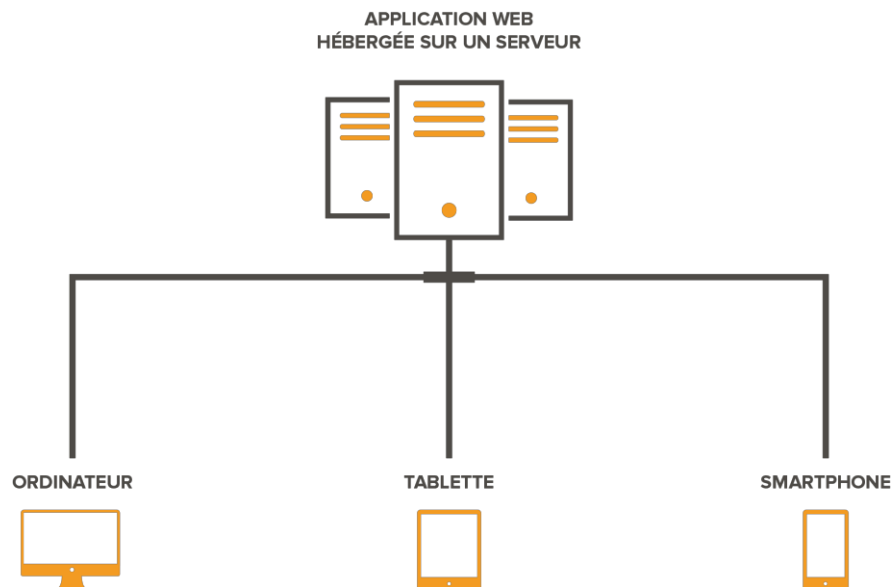 APPLICATION WEB
HÉBERGÉE SUR UN SERVEUR
ORDINATEUR
TABLETTE
SMARTPHONE